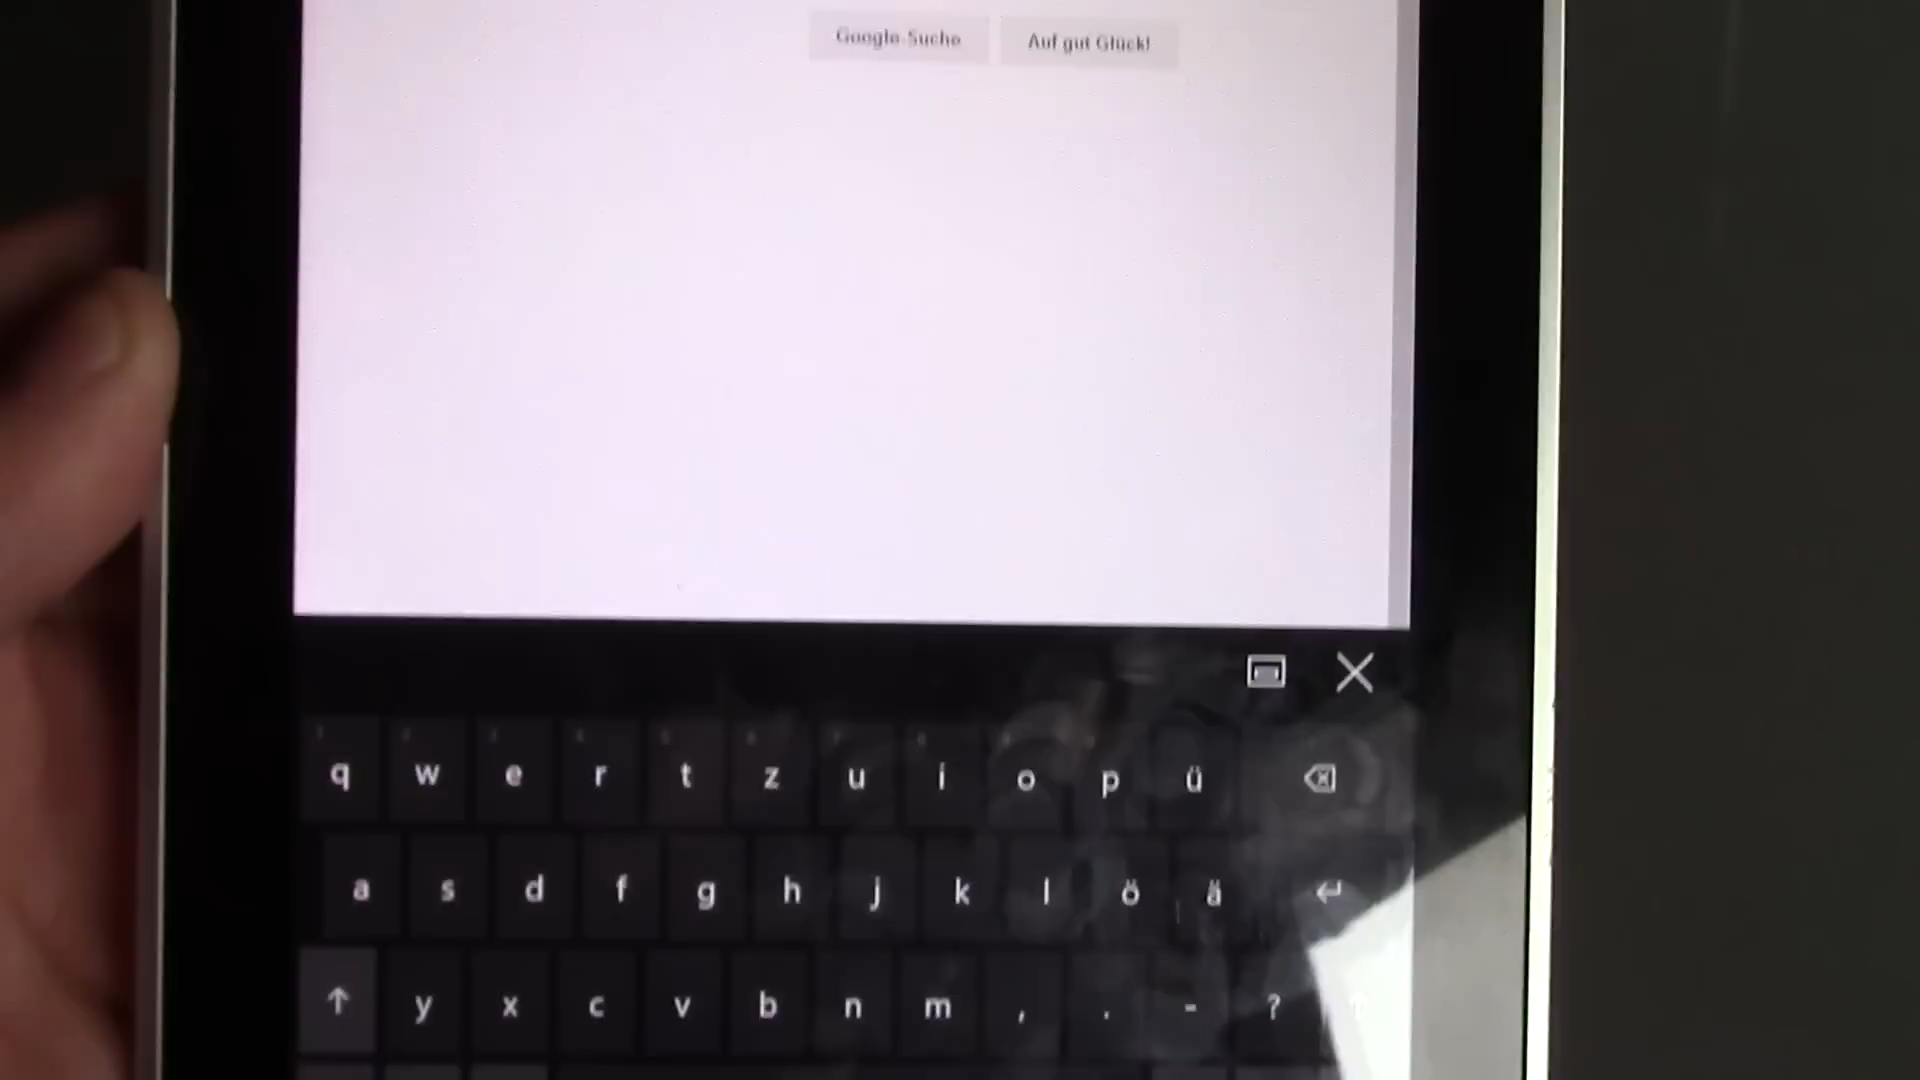 Google-Suche Auf gut Glück!
q w e r t z u i o p ü
a s d f g h j k l ö ä
y x c v b n m , . - ?